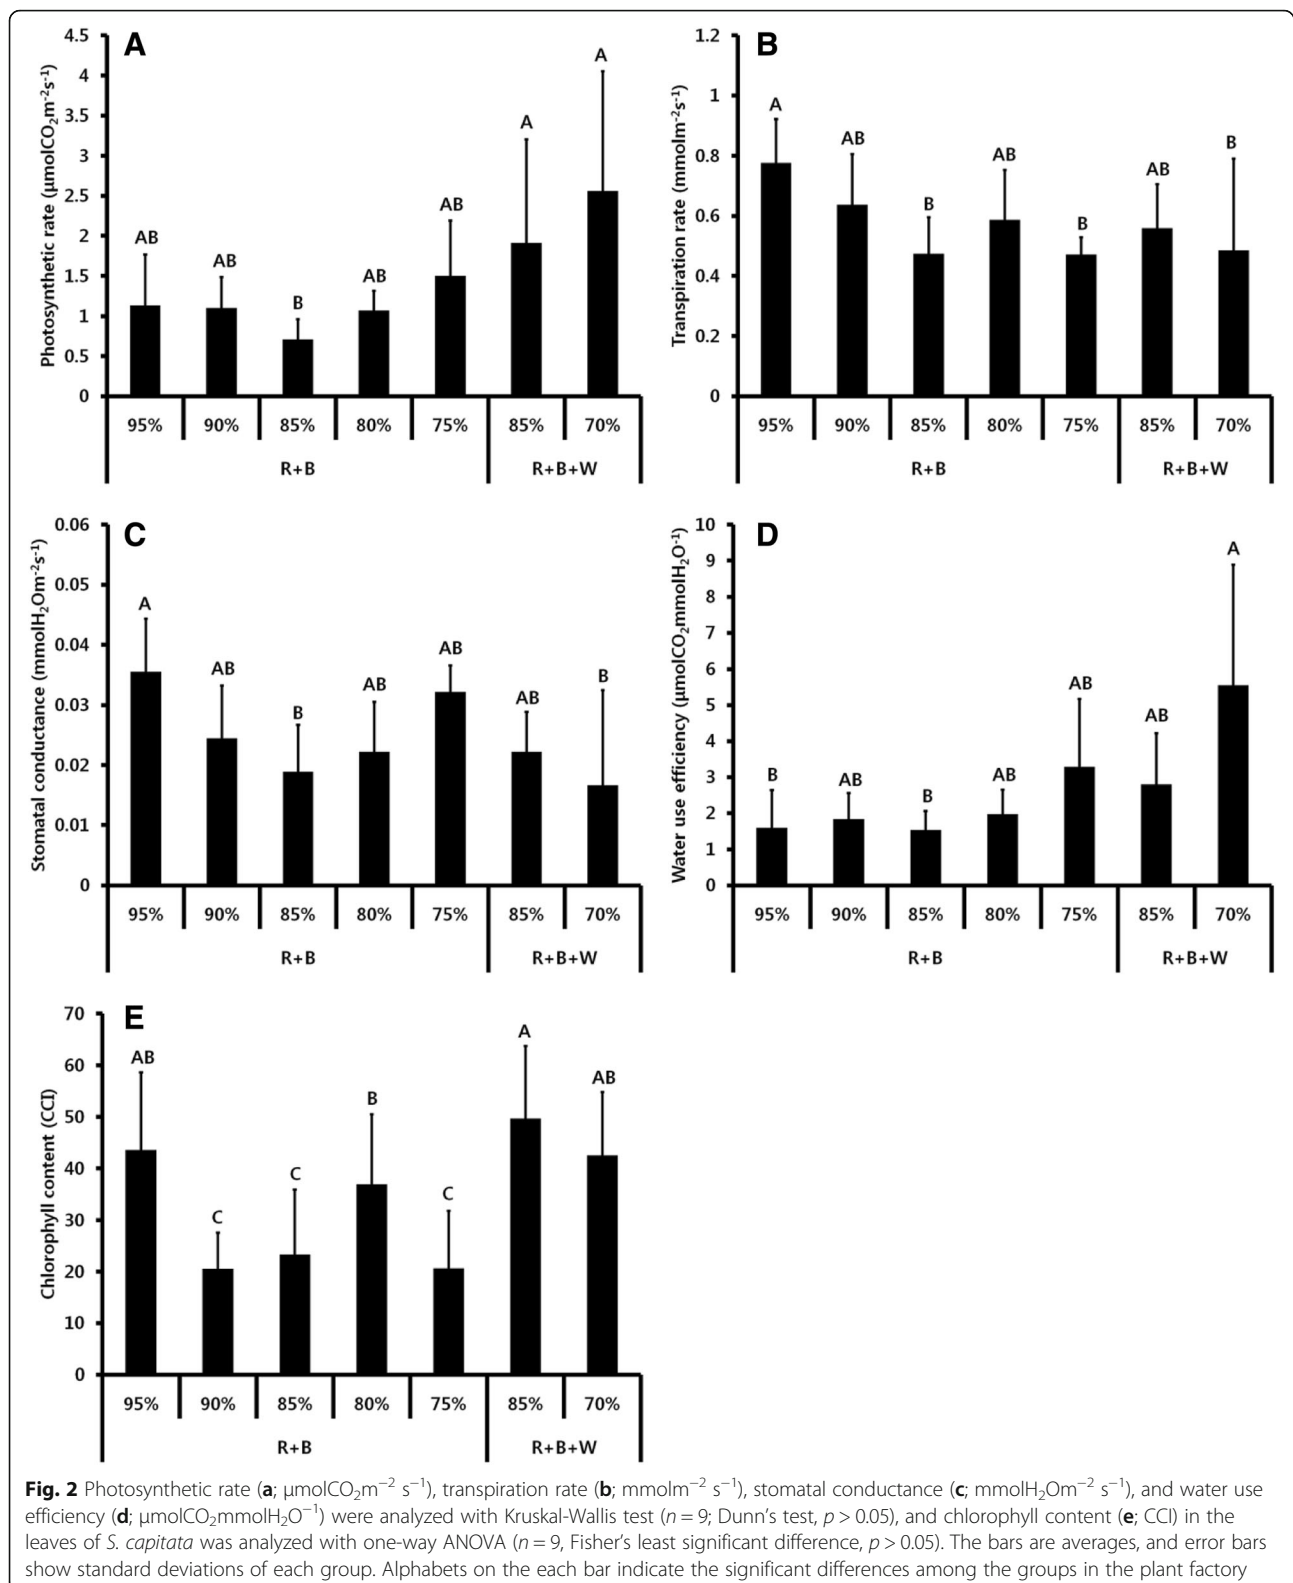 A
Photosynthetic rate (µmolCO₂m⁻²s⁻¹)
4.5
4
3.5
3
2.5
2
1.5
1
0.5
0
AB
AB
B
AB
AB
A
A
95% 90% 85% 80% 75% 85% 70%
R+B R+B+W
B
Transpiration rate (mmolm⁻²s⁻¹)
1.2
1
0.8
0.6
0.4
0.2
0
A
AB
B
AB
B
AB
B
95% 90% 85% 80% 75% 85% 70%
R+B R+B+W
C
Stomatal conductance (mmolH₂Om⁻²s⁻¹)
0.06
0.05
0.04
0.03
0.02
0.01
0
A
AB
B
AB
AB
AB
B
95% 90% 85% 80% 75% 85% 70%
R+B R+B+W
D
Water use efficiency (µmolCO₂mmolH₂O⁻¹)
10
9
8
7
6
5
4
3
2
1
0
B
AB
B
AB
AB
AB
A
95% 90% 85% 80% 75% 85% 70%
R+B R+B+W
E
Chlorophyll content (CCI)
70
60
50
40
30
20
10
0
AB
C
C
B
C
A
AB
95% 90% 85% 80% 75% 85% 70%
R+B R+B+W
Fig. 2 Photosynthetic rate (a; µmolCO₂m⁻² s⁻¹), transpiration rate (b; mmolm⁻² s⁻¹), stomatal conductance (c; mmolH₂Om⁻² s⁻¹), and water use
efficiency (d; µmolCO₂mmolH₂O⁻¹) were analyzed with Kruskal-Wallis test (n = 9; Dunn's test, p > 0.05), and chlorophyll content (e; CCI) in the
leaves of S. capitata was analyzed with one-way ANOVA (n = 9, Fisher's least significant difference, p > 0.05). The bars are averages, and error bars
show standard deviations of each group. Alphabets on the each bar indicate the significant differences among the groups in the plant factory